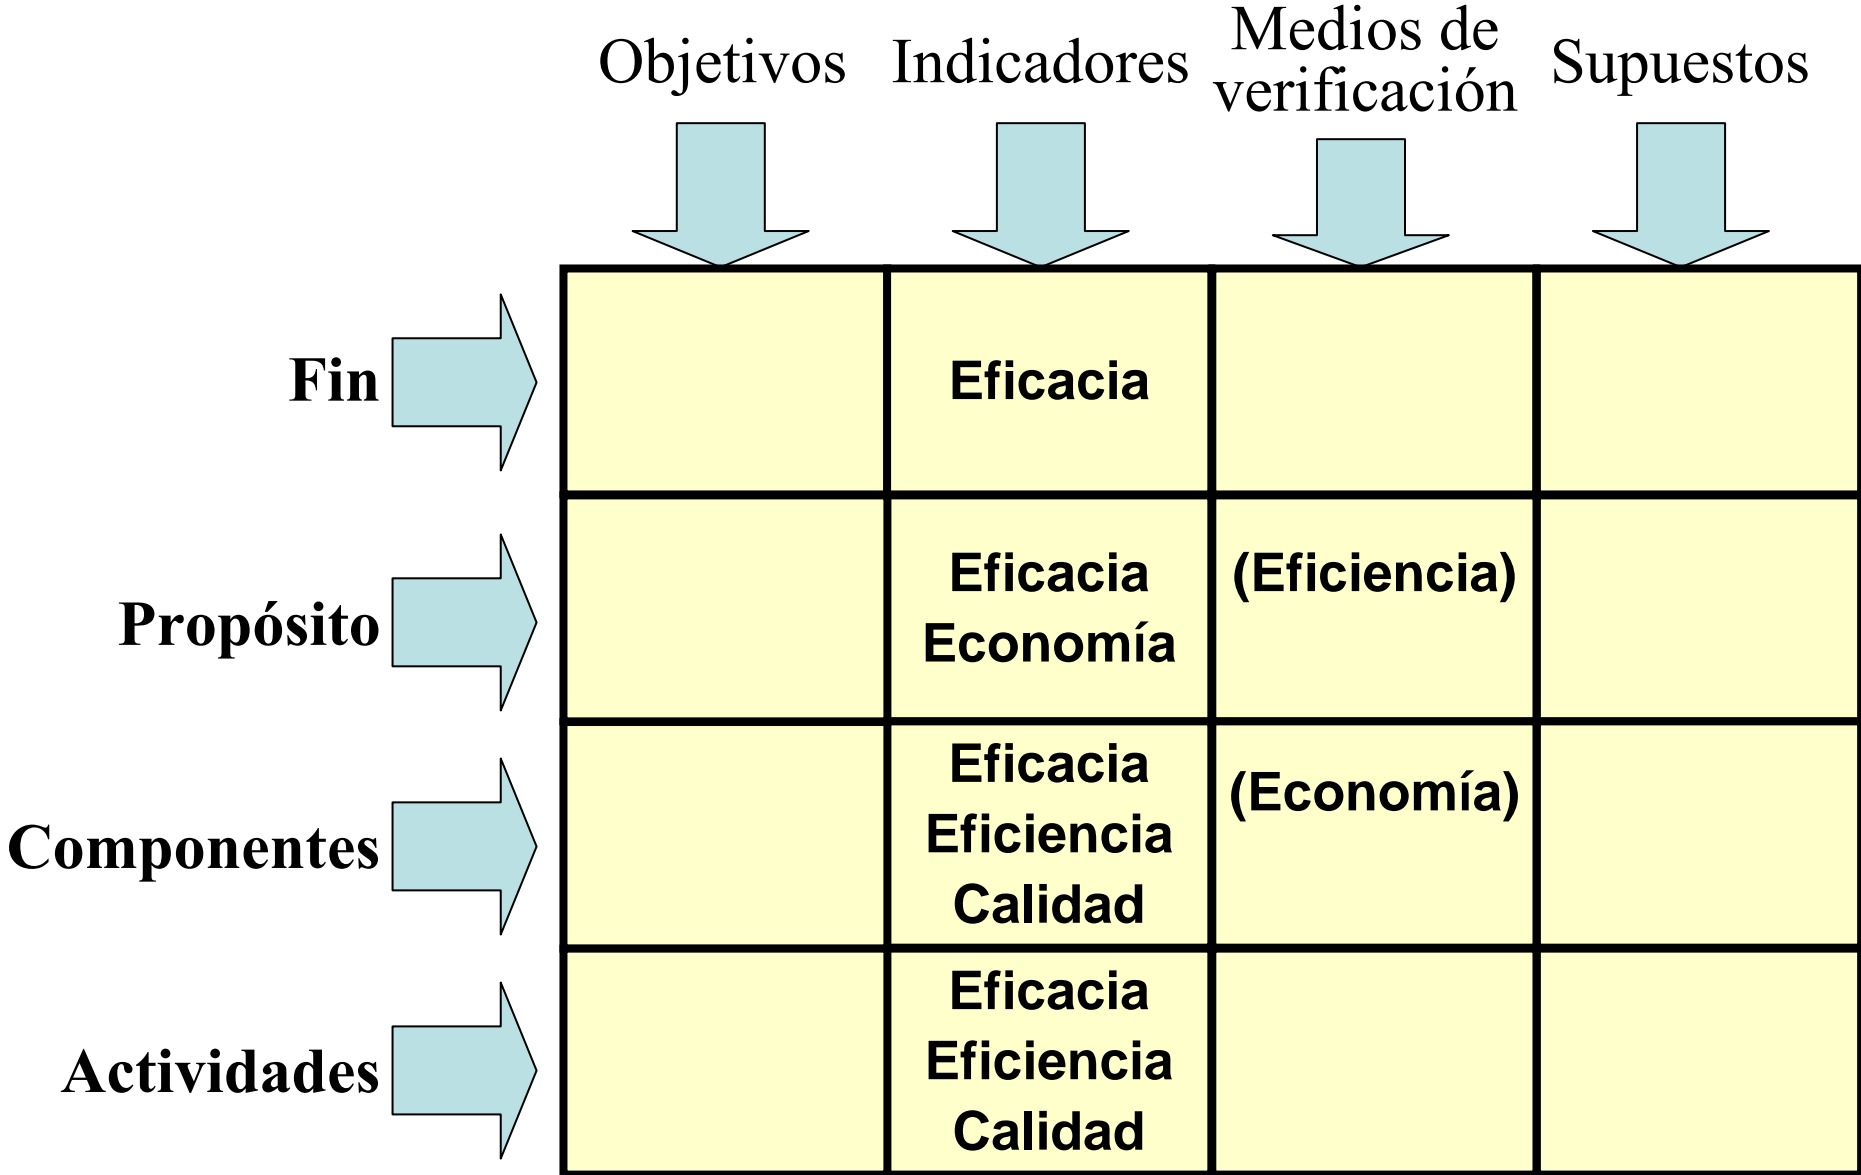 Objetivos
Indicadores
Medios de
verificación
Supuestos
Fin
Eficacia
Propósito
Eficacia
Economía
(Eficiencia)
Componentes
Eficacia
Eficiencia
Calidad
(Economía)
Actividades
Eficacia
Eficiencia
Calidad